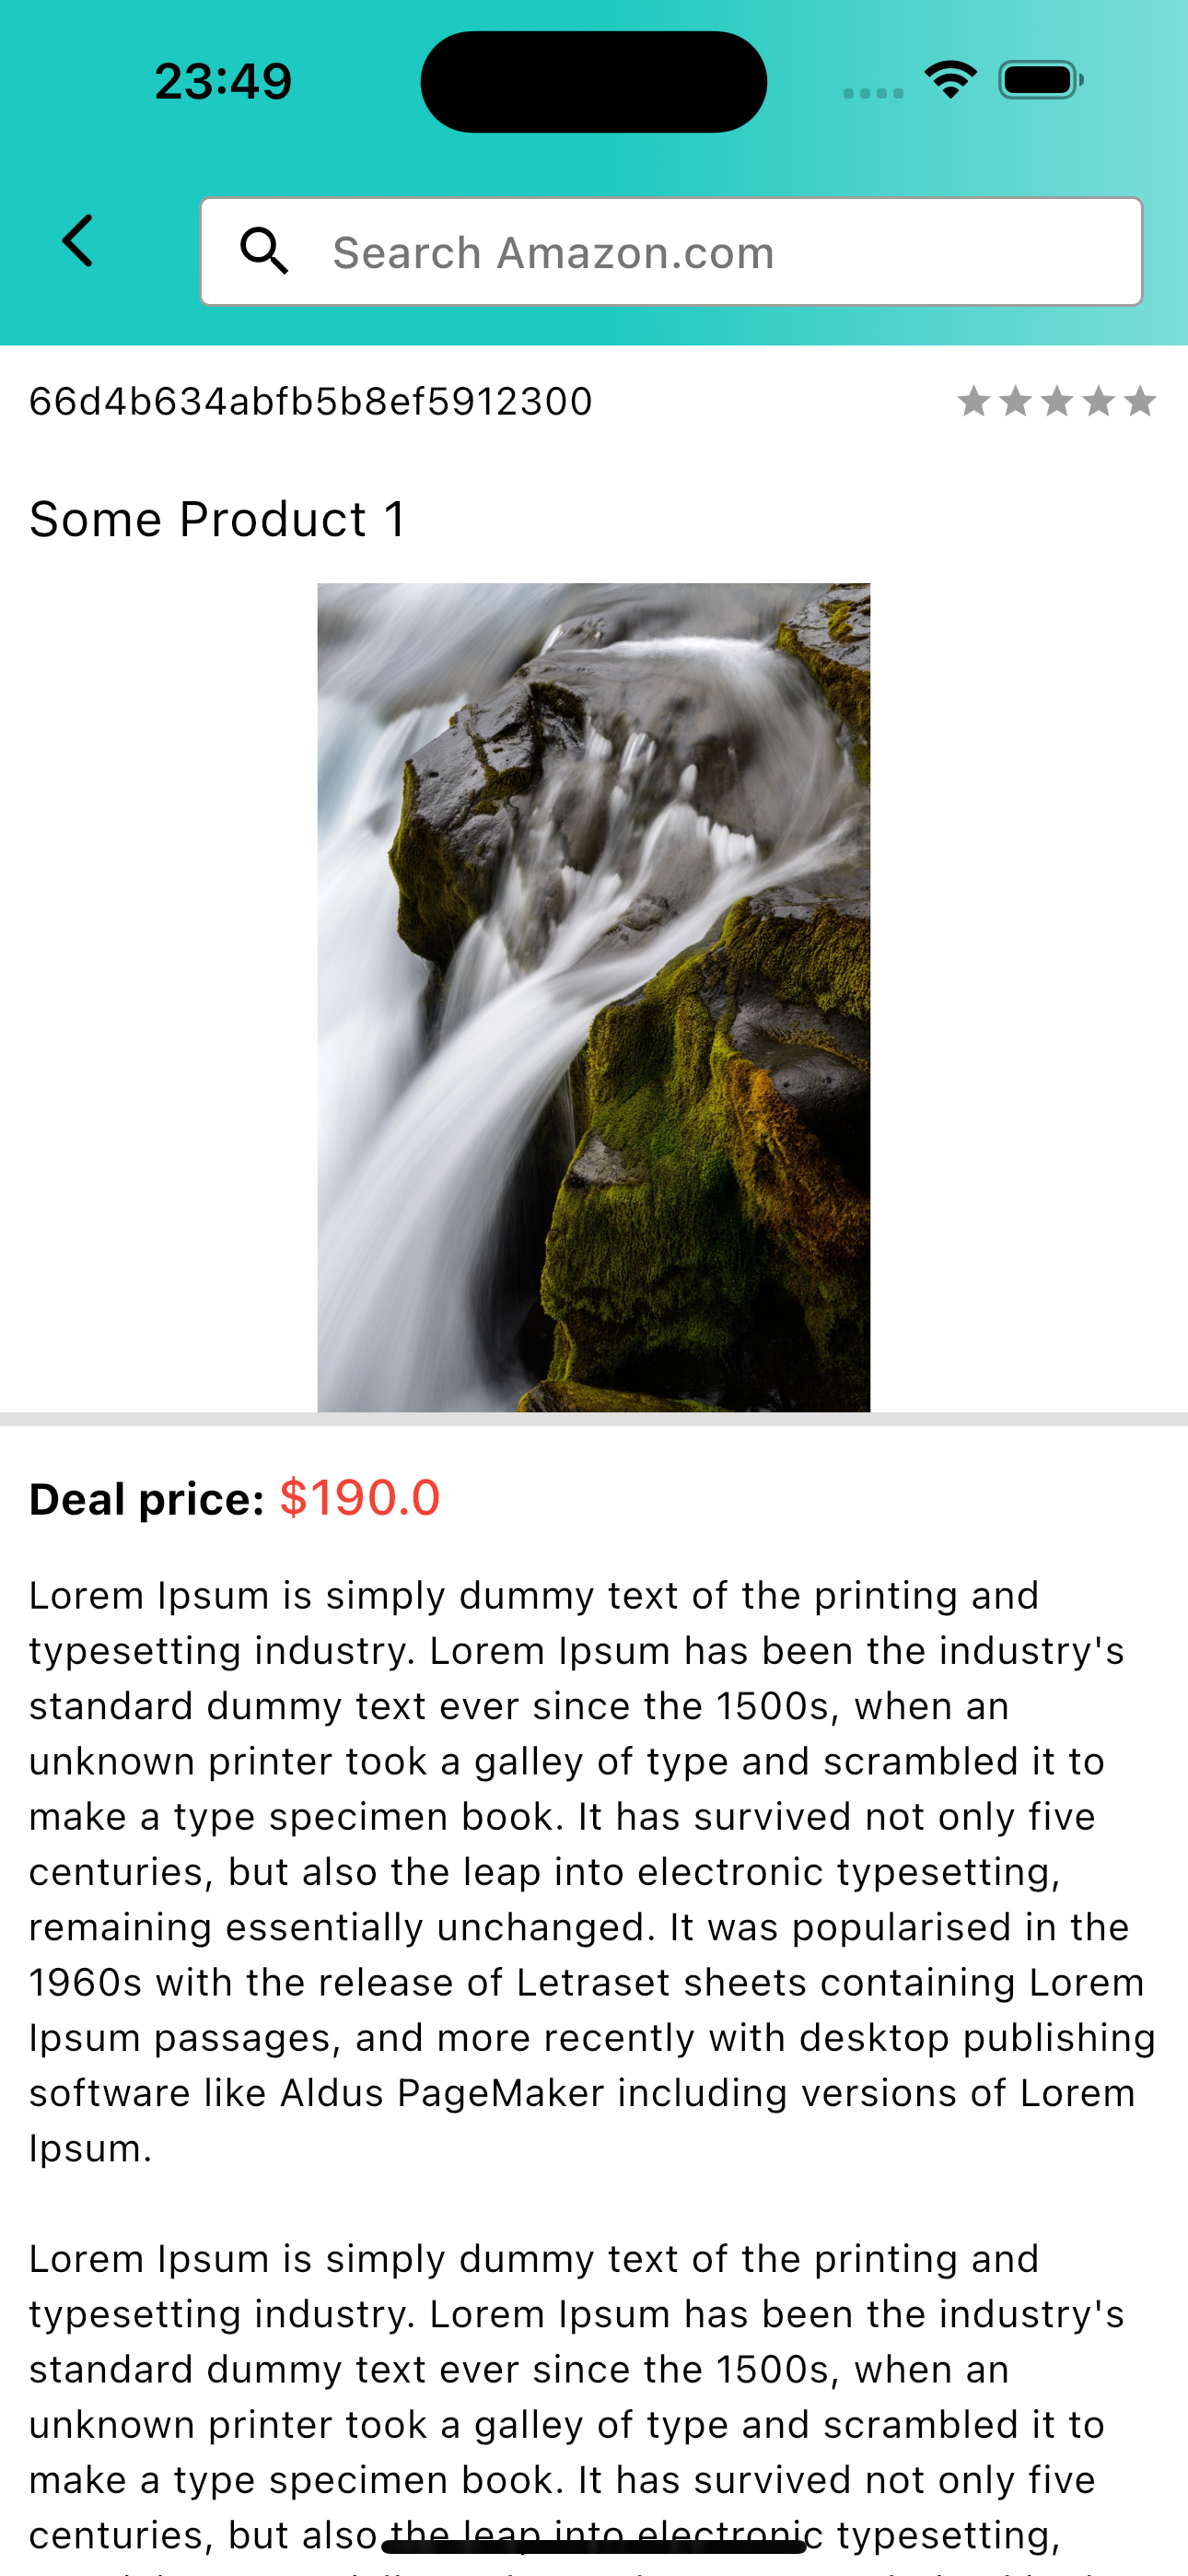 23:49
Search Amazon.com
66d4b634abfb5b8ef5912300
Some Product 1
Deal price: $190.0
Lorem Ipsum is simply dummy text of the printing and
typesetting industry. Lorem Ipsum has been the industry's
standard dummy text ever since the 1500s, when an
unknown printer took a galley of type and scrambled it to
make a type specimen book. It has survived not only five
centuries, but also the leap into electronic typesetting,
remaining essentially unchanged. It was popularised in the
1960s with the release of Letraset sheets containing Lorem
Ipsum passages, and more recently with desktop publishing
software like Aldus PageMaker including versions of Lorem
Ipsum.
Lorem Ipsum is simply dummy text of the printing and
typesetting industry. Lorem Ipsum has been the industry's
standard dummy text ever since the 1500s, when an
unknown printer took a galley of type and scrambled it to
make a type specimen book. It has survived not only five
centuries, but also the leap into electronic typesetting,